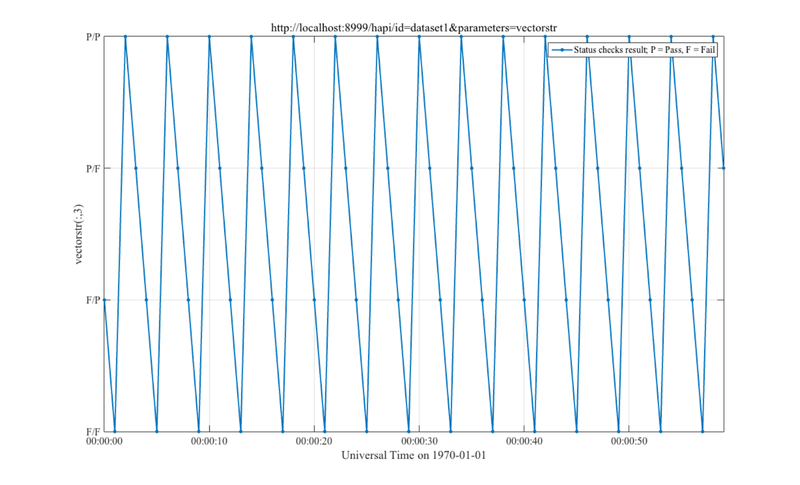 http://localhost:8999/hapi/id=dataset1&parameters=vectorstr
P/P
Status checks result; P = Pass, F = Fail
P/F
vectorstr(:,3)
F/P
F/F
00:00:00 00:00:10 00:00:20 00:00:30 00:00:40 00:00:50
Universal Time on 1970-01-01